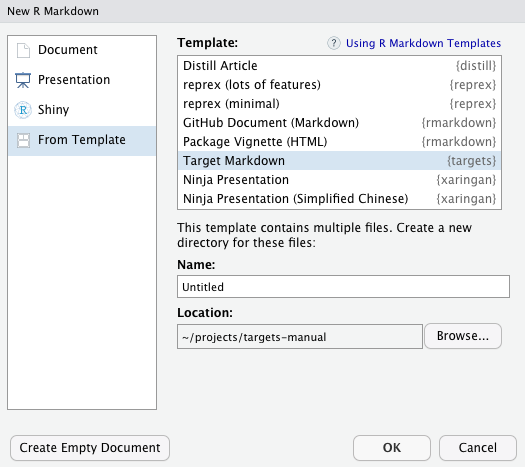 New R Markdown
Document
Presentation
Shiny
From Template
Template:
? Using R Markdown Templates
Distill Article {distill}
reprex (lots of features) {reprex}
reprex (minimal) {reprex}
GitHub Document (Markdown) {rmarkdown}
Package Vignette (HTML) {rmarkdown}
Target Markdown {targets}
Ninja Presentation {xaringan}
Ninja Presentation (Simplified Chinese) {xaringan}
This template contains multiple files. Create a new
directory for these files:
Name:
Untitled
Location:
~/projects/targets-manual
Browse...
Create Empty Document
OK
Cancel